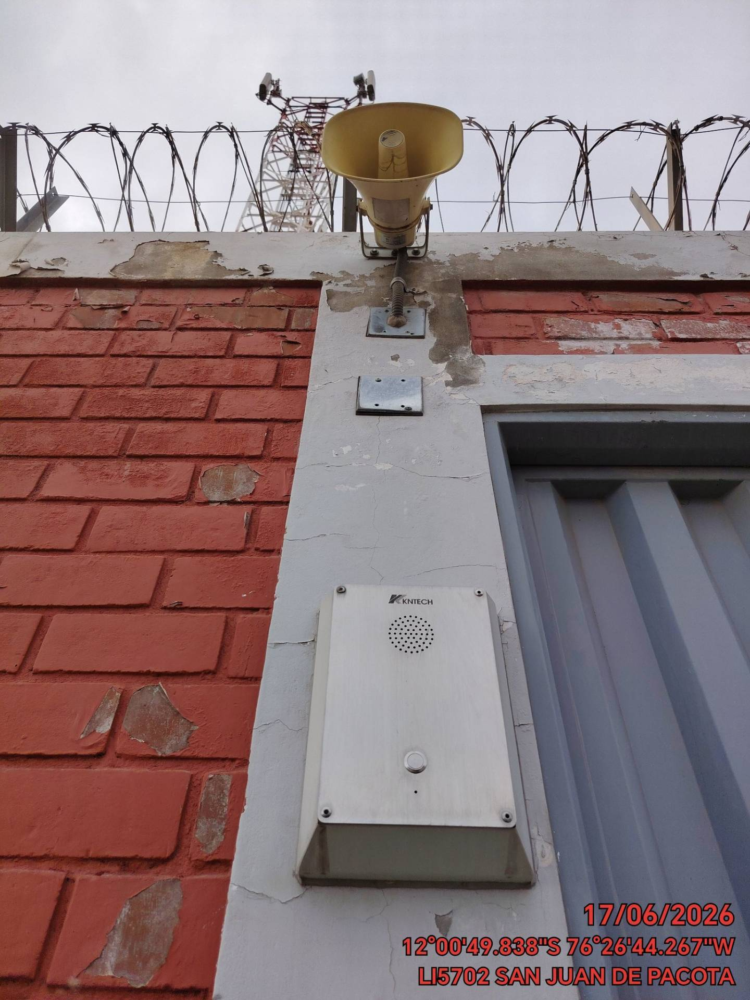 KNTECH
17/06/2026
12°00'49.838"S 76°26'44.267"W
LI5702 SAN JUAN DE PACOTA